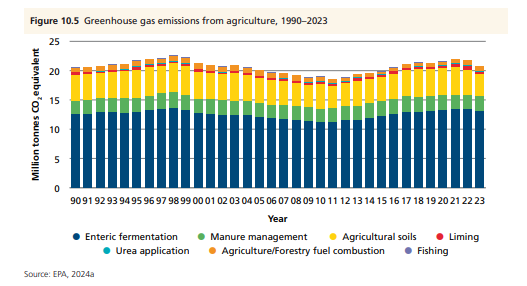 Figure 10.5 Greenhouse gas emissions from agriculture, 1990–2023
Million tonnes CO₂ equivalent
25
20
15
10
5
0
90 91 92 93 94 95 96 97 98 99 00 01 02 03 04 05 06 07 08 09 10 11 12 13 14 15 16 17 18 19 20 21 22 23
Year
Enteric fermentation Manure management Agricultural soils Liming
Urea application Agriculture/Forestry fuel combustion Fishing
Source: EPA, 2024a